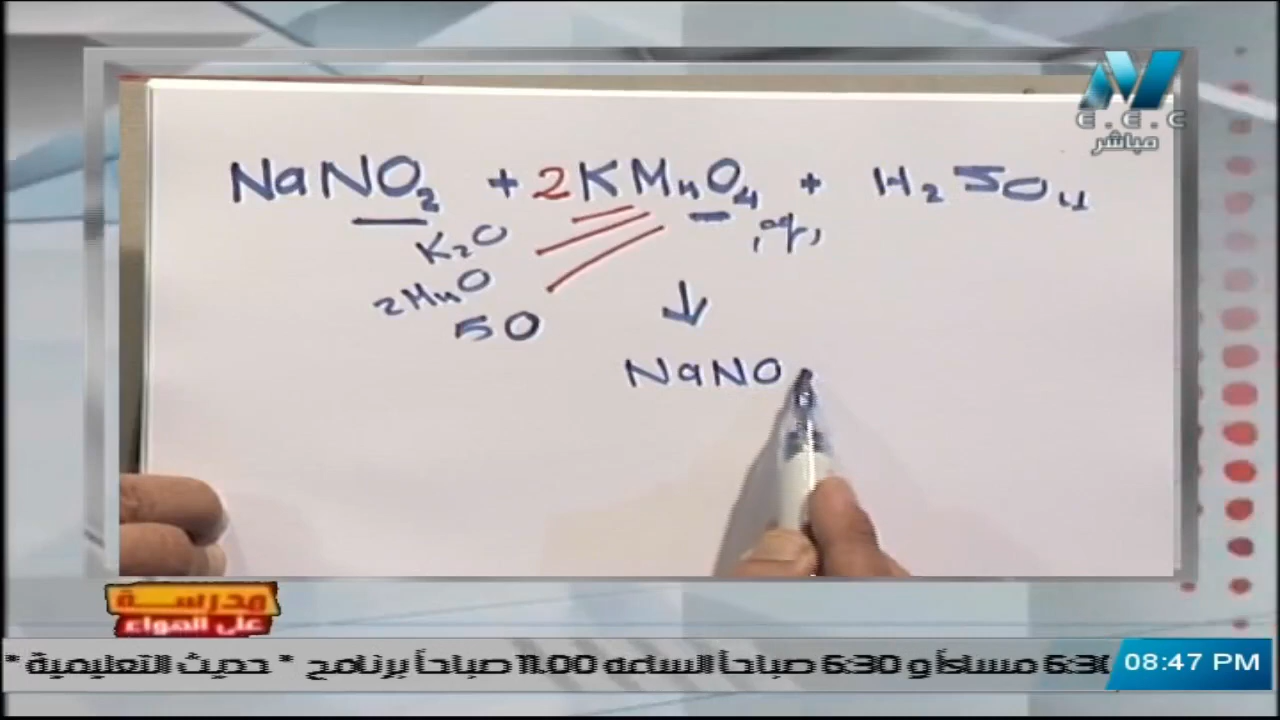 E.E.C
مباشر
NaNO₂ + 2KMnO₄ + H₂SO₄
K₂O
2MnO
5O
↓
NaNO
مدرسة
على الهواء
6:30 مساءاً و 6:30 صباحاً الساعه 11.00 صباحاً برنامج * حديث التعليمية *
08:47 PM